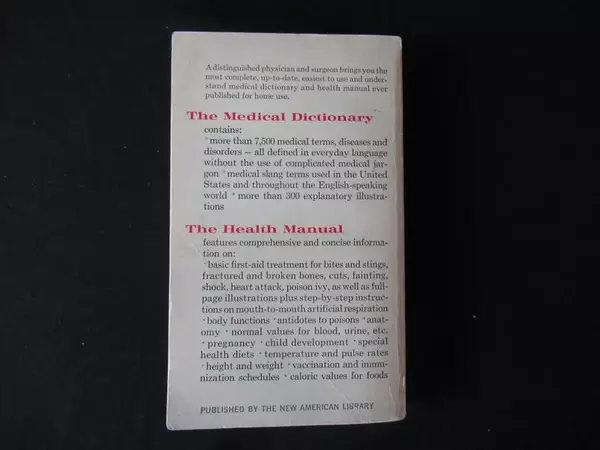 A distinguished physician and surgeon brings you the
most complete, up-to-date, easiest to use and under-
stand medical dictionary and health manual ever
published for home use.
The Medical Dictionary
contains:
*more than 7,500 medical terms, diseases and
disorders — all defined in everyday language
without the use of complicated medical jar-
gon *medical slang terms used in the United
States and throughout the English-speaking
world *more than 300 explanatory illustra-
tions
The Health Manual
features comprehensive and concise informa-
tion on:
*basic first-aid treatment for bites and stings,
fractured and broken bones, cuts, fainting,
shock, heart attack, poison ivy, as well as full-
page illustrations plus step-by-step instruc-
tions on mouth-to-mouth artificial respiration
*body functions *antidotes to poisons *anat-
omy *normal values for blood, urine, etc.
*pregnancy *child development *special
health diets *temperature and pulse rates
*height and weight *vaccination and immu-
nization schedules *caloric values for foods
PUBLISHED BY THE NEW AMERICAN LIBRARY